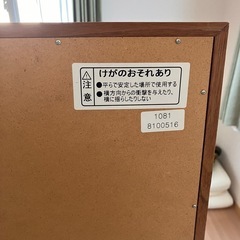 けがのおそれあり
注意
●平らで安定した場所で使用する
●横方向からの衝撃を与えたり、
横に揺らしたりしない
1081
8100516